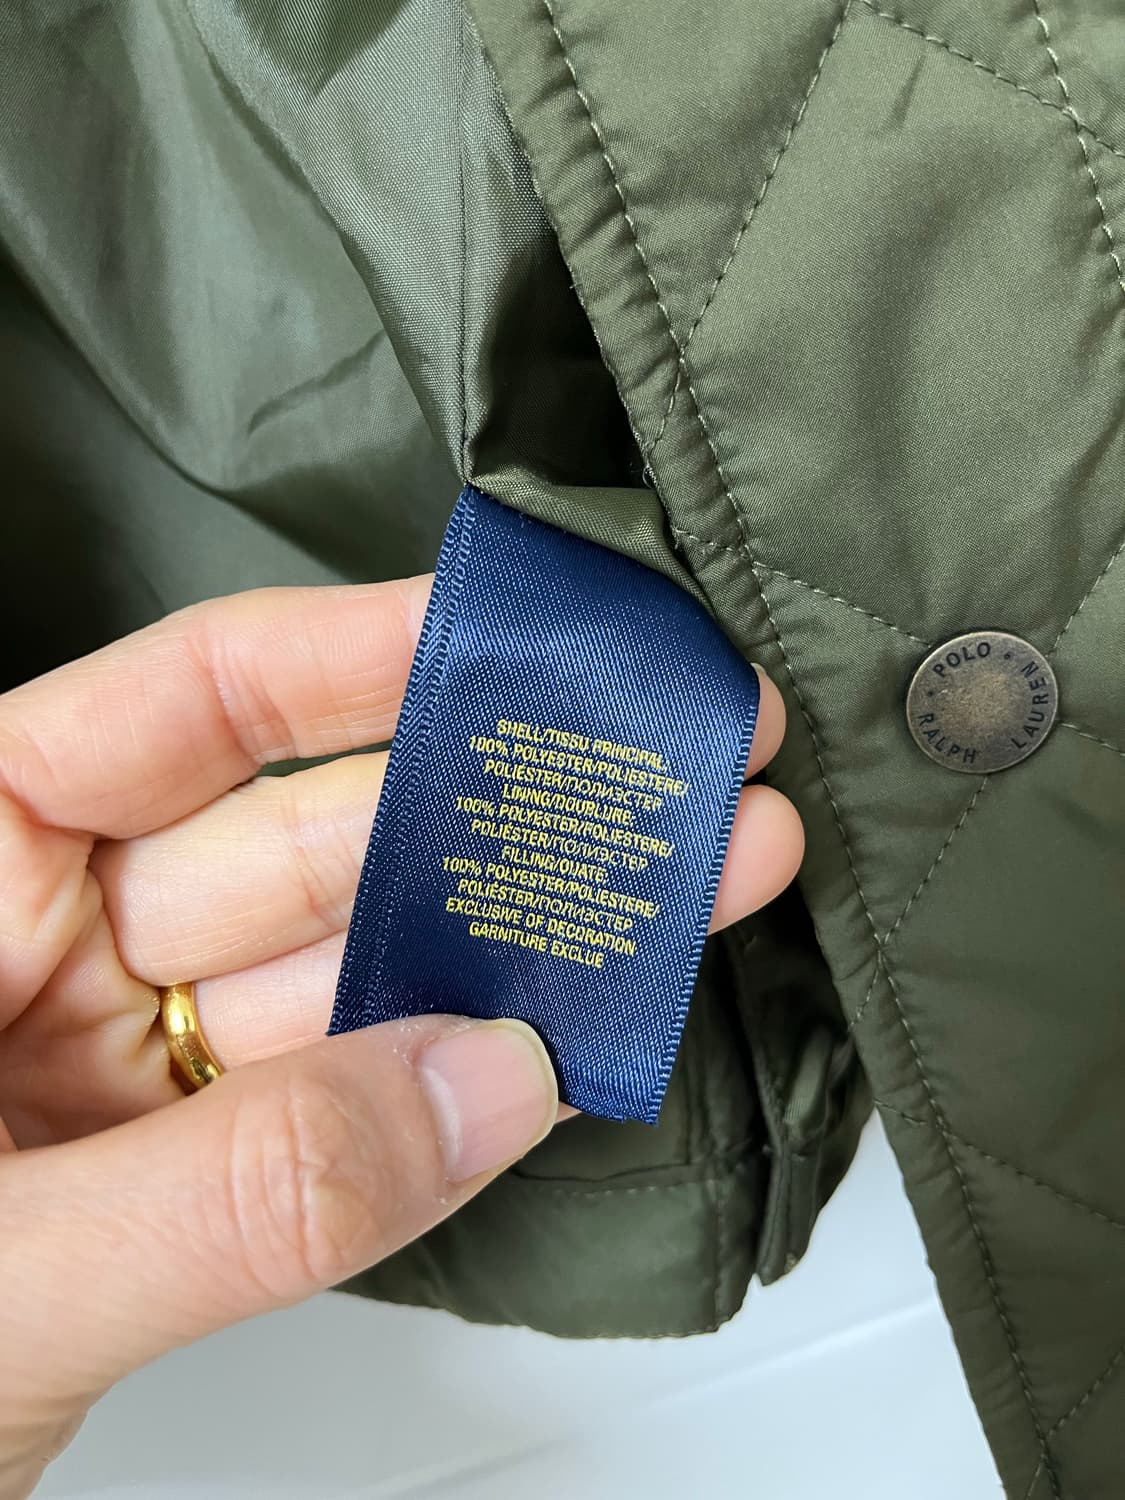 SHELL/TISSU PRINCIPAL
100% POLYESTER/POLIESTERE/
POLIÉSTER/ПОЛИЭСТЕР
LINING/DOUBLURE
100% POLYESTER/POLIESTERE/
POLIÉSTER/ПОЛИЭСТЕР
FILLING/OUATE
100% POLYESTER/POLIESTERE/
POLIÉSTER/ПОЛИЭСТЕР
EXCLUSIVE OF DECORATION
GARNITURE EXCLUE
POLO
RALPH LAUREN